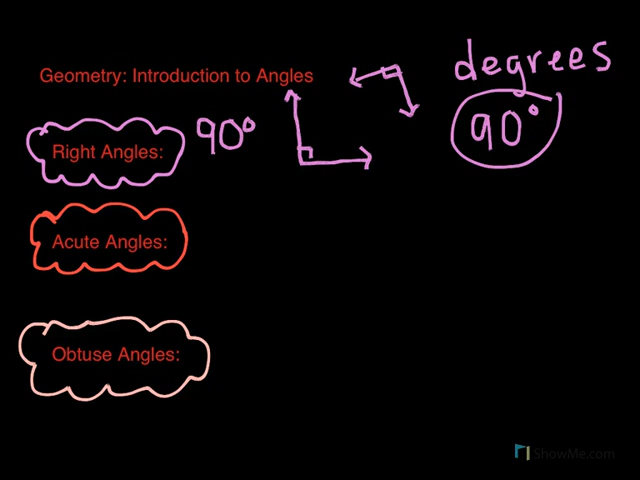 degrees
Geometry: Introduction to Angles
90°
90°
Right Angles:
Acute Angles:
Obtuse Angles:
ShowMe.com